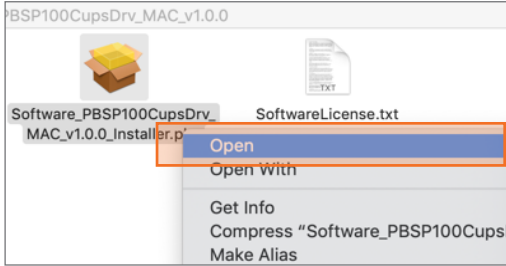 PBSP100CupsDrv_MAC_v1.0.0
TXT
Software_PBSP100CupsDrv_
MAC_v1.0.0_Installer.p
SoftwareLicense.txt
Open
Open With
Get Info
Compress “Software_PBSP100Cups
Make Alias